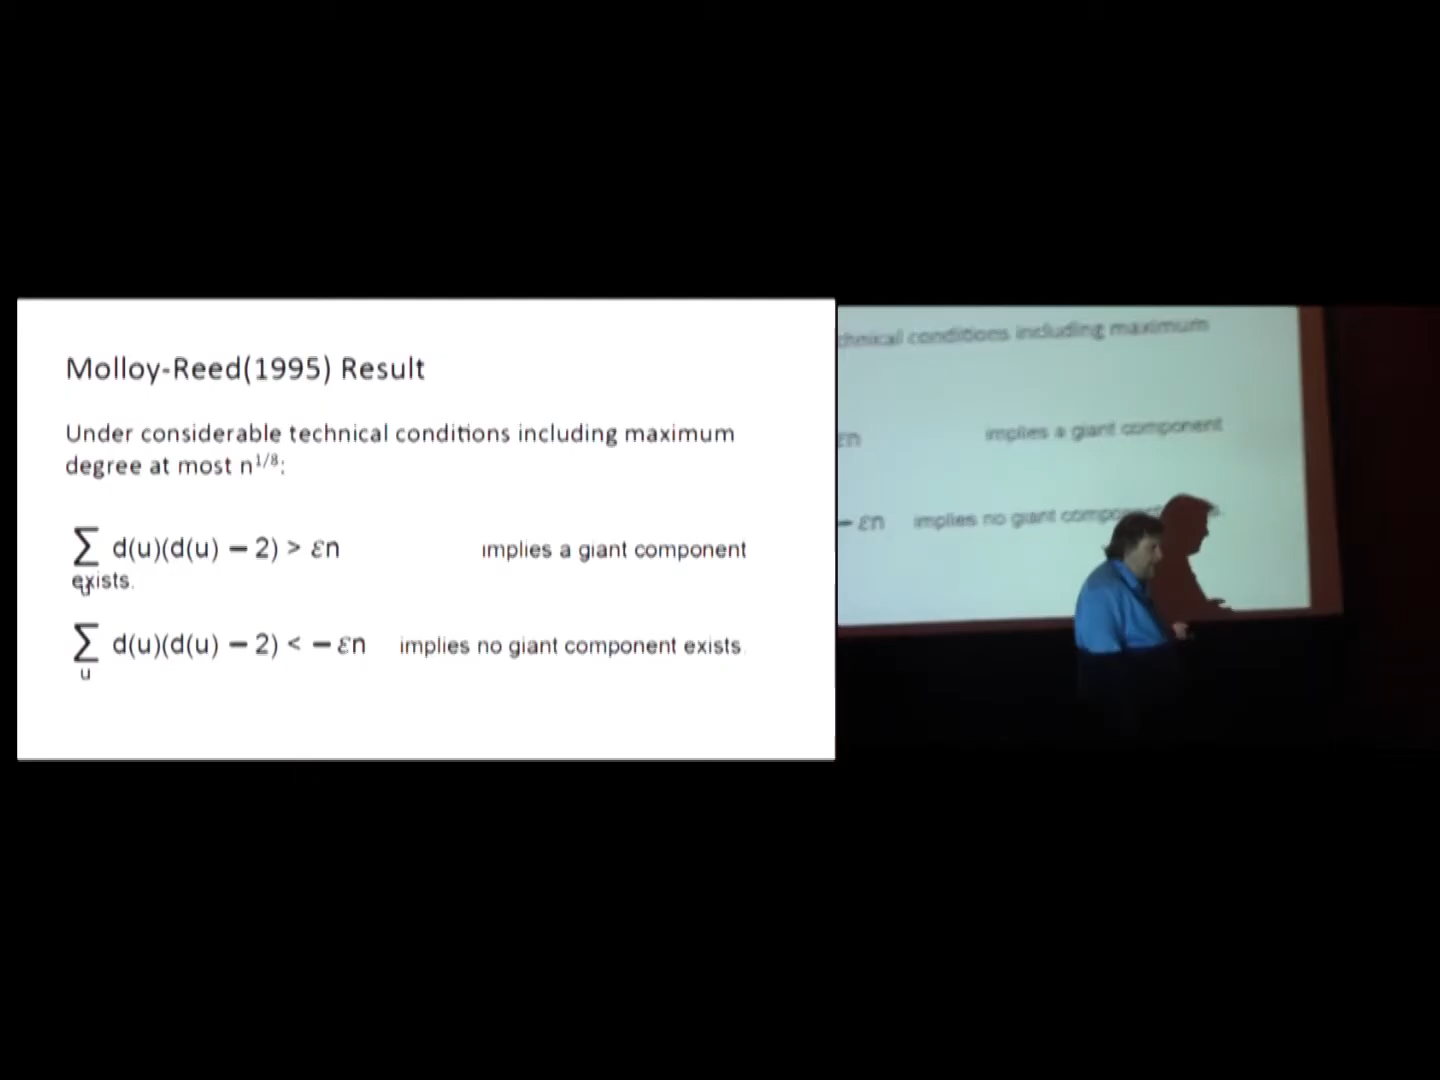 Molloy-Reed(1995) Result
Under considerable technical conditions including maximum
degree at most n^1/8:
∑ d(u)(d(u) − 2) > εn implies a giant component
exists.
u
∑ d(u)(d(u) − 2) < − εn implies no giant component exists.
u
chnical conditions including maximum
εn implies a giant component
− εn implies no giant compo